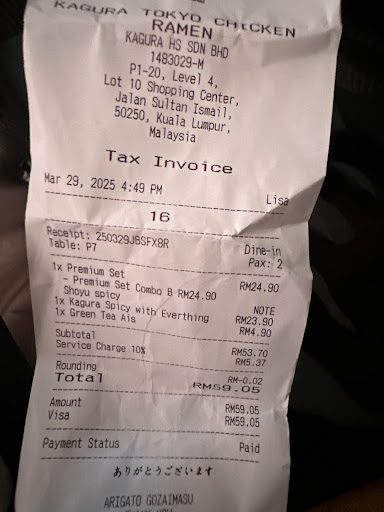 KAGURA TOKYO CHICKEN
RAMEN
KAGURA HS SDN BHD
1483029-M
P1-20, Level 4,
Lot 10 Shopping Center,
Jalan Sultan Ismail,
50250, Kuala Lumpur,
Malaysia
Tax Invoice
Mar 29, 2025 4:49 PM Lisa
16
Receipt: 250329JBSFX8R Dine-in
Table: P7 Pax: 2
1x Premium Set RM24.90
- Premium Set Combo B RM24.90
Shoyu spicy NOTE
1x Kagura Spicy with Everthing RM23.90
1x Green Tea Ais RM4.90
Subtotal RM53.70
Service Charge 10% RM5.37
Rounding RM-0.02
Total RM59.05
Amount RM59.05
Visa RM59.05
Payment Status Paid
ありがとうございます
ARIGATO GOZAIMASU